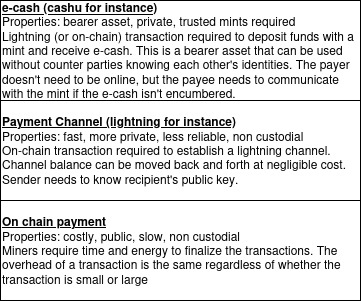 e-cash (cashu for instance)
Properties: bearer asset, private, trusted mints required
Lightning (or on-chain) transaction required to deposit funds with a
mint and receive e-cash. This is a bearer asset that can be used
without counter parties knowing each other's identities. The payer
doesn't need to be online, but the payee needs to communicate
with the mint if the e-cash isn't encumbered.
Payment Channel (lightning for instance)
Properties: fast, more private, less reliable, non custodial
On-chain transaction required to establish a lightning channel.
Channel balance can be moved back and forth at negligible cost.
Sender needs to know recipient's public key.
On chain payment
Properties: costly, public, slow, non custodial
Miners require time and energy to finalize the transactions. The
overhead of a transaction is the same regardless of whether the
transaction is small or large